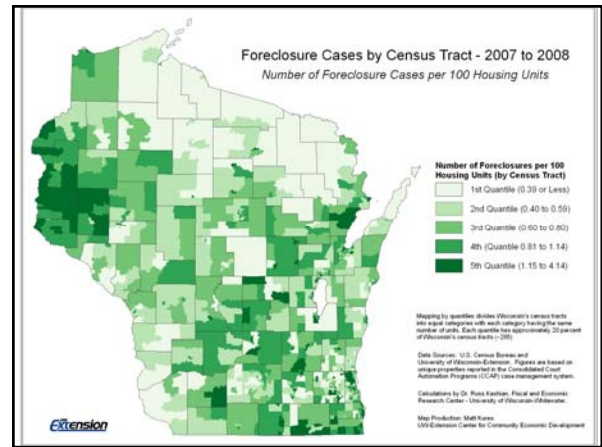 Foreclosure Cases by Census Tract - 2007 to 2008
Number of Foreclosure Cases per 100 Housing Units
Number of Foreclosures per 100
Housing Units (by Census Tract)
1st Quantile (0.39 or Less)
2nd Quantile (0.40 to 0.59)
3rd Quantile (0.60 to 0.80)
4th (Quantile 0.81 to 1.14)
5th Quantile (1.15 to 4.14)
Mapping by quantiles divides Wisconsin's census tracts
into equal categories with each category having the same
number of units. Each quantile has approximately 20 percent
of Wisconsin's census tracts (~265)
Data Sources: U.S. Census Bureau and
University of Wisconsin-Extension. Figures are based on
unique properties reported in the Consolidated Court
Automation Programs (CCAP) case management system.
Calculations by Dr. Russ Kashian, Fiscal and Economic
Research Center - University of Wisconsin-Whitewater.
Map Production: Matt Kures
UW-Extension Center for Community Economic Development
Extension